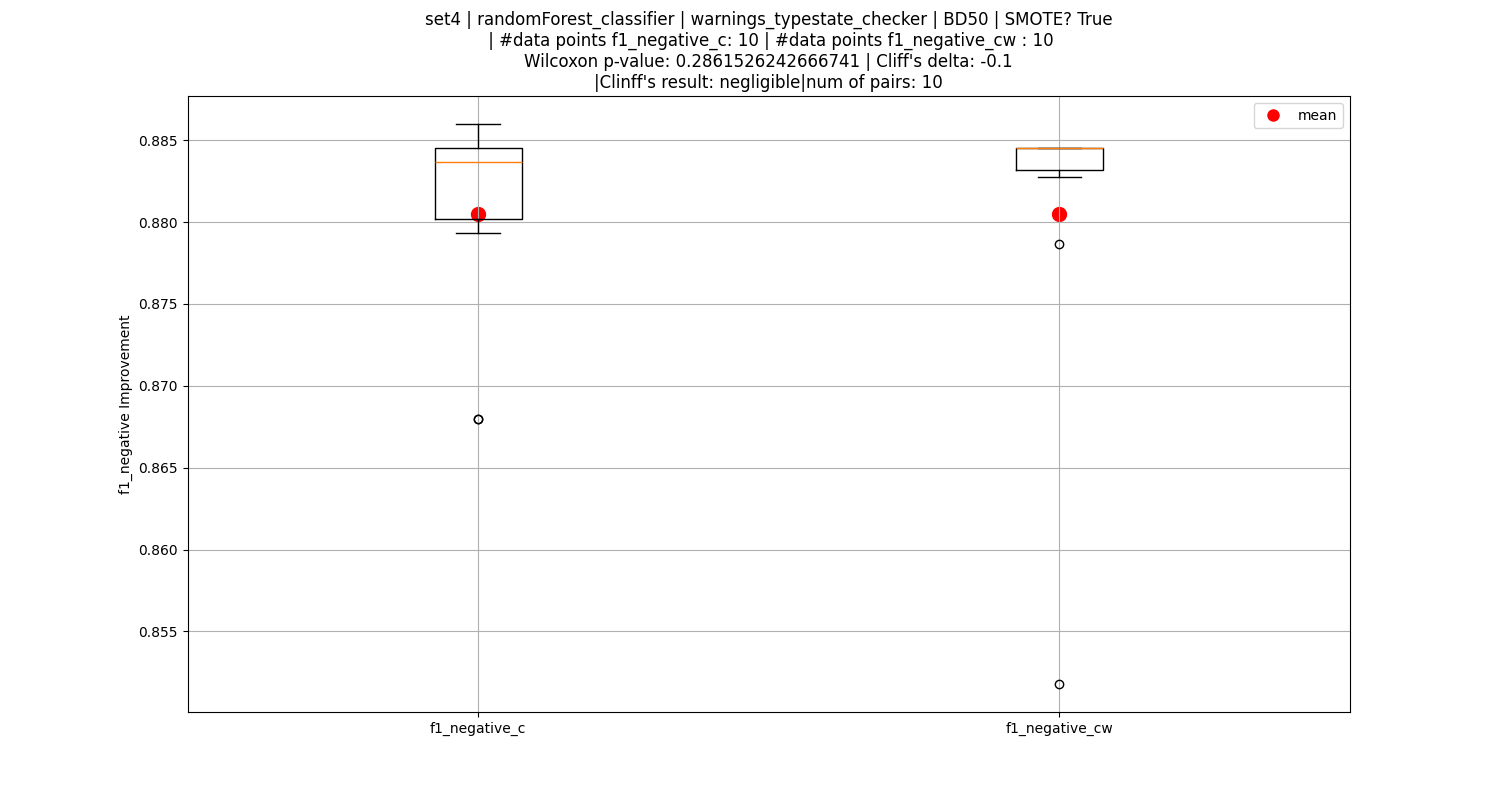 set4 | randomForest_classifier | warnings_typestate_checker | BD50 | SMOTE? True
| #data points f1_negative_c: 10 | #data points f1_negative_cw : 10
Wilcoxon p-value: 0.2861526242666741 | Cliff's delta: -0.1
|Clinff's result: negligible|num of pairs: 10
mean
0.885
0.880
0.875
0.870
0.865
0.860
0.855
f1_negative Improvement
f1_negative_c
f1_negative_cw